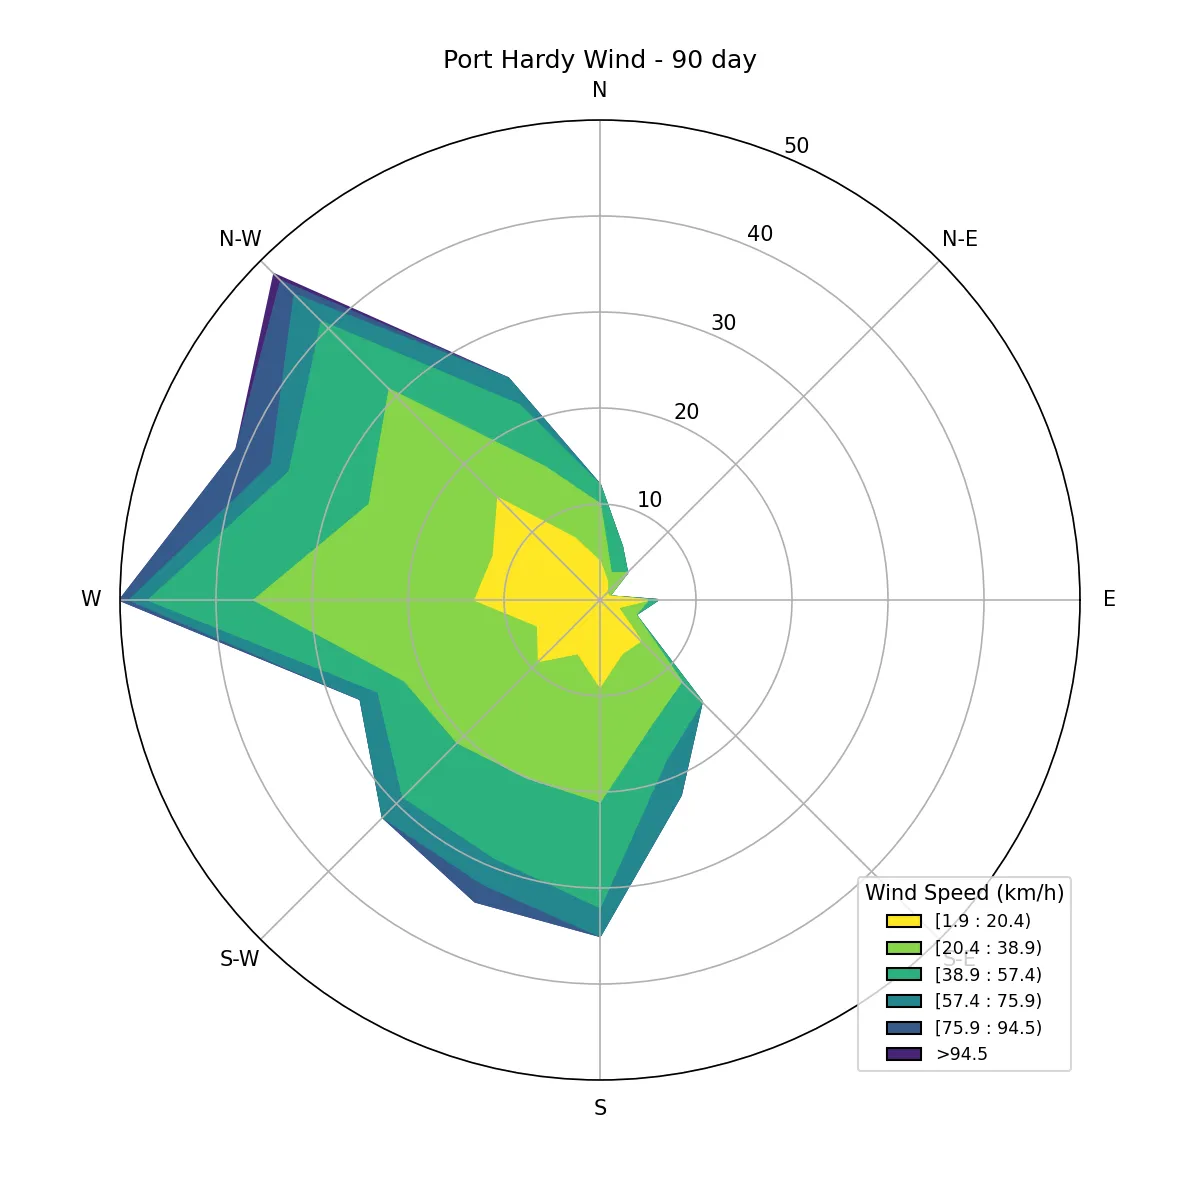 Port Hardy Wind - 90 day
N
50
N-W
40
N-E
30
20
10
W
E
S-W
S-E
S
Wind Speed (km/h)
[1.9 : 20.4)
[20.4 : 38.9)
[38.9 : 57.4)
[57.4 : 75.9)
[75.9 : 94.5)
>94.5